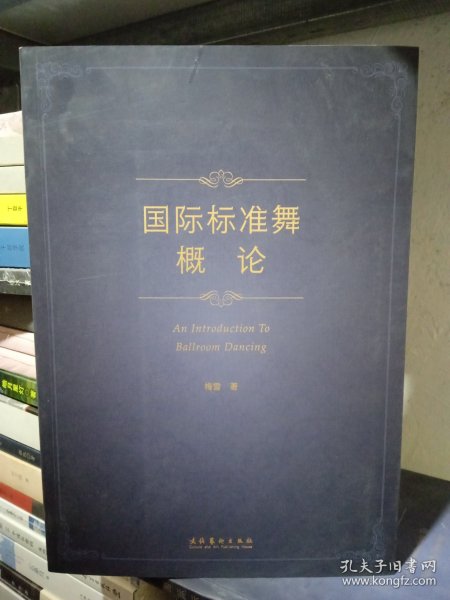 国际标准舞
概 论
An Introduction To
Ballroom Dancing
梅雪 著
文化艺术出版社
Culture and Art Publishing House
孔夫子旧书网
www.kongfz.com